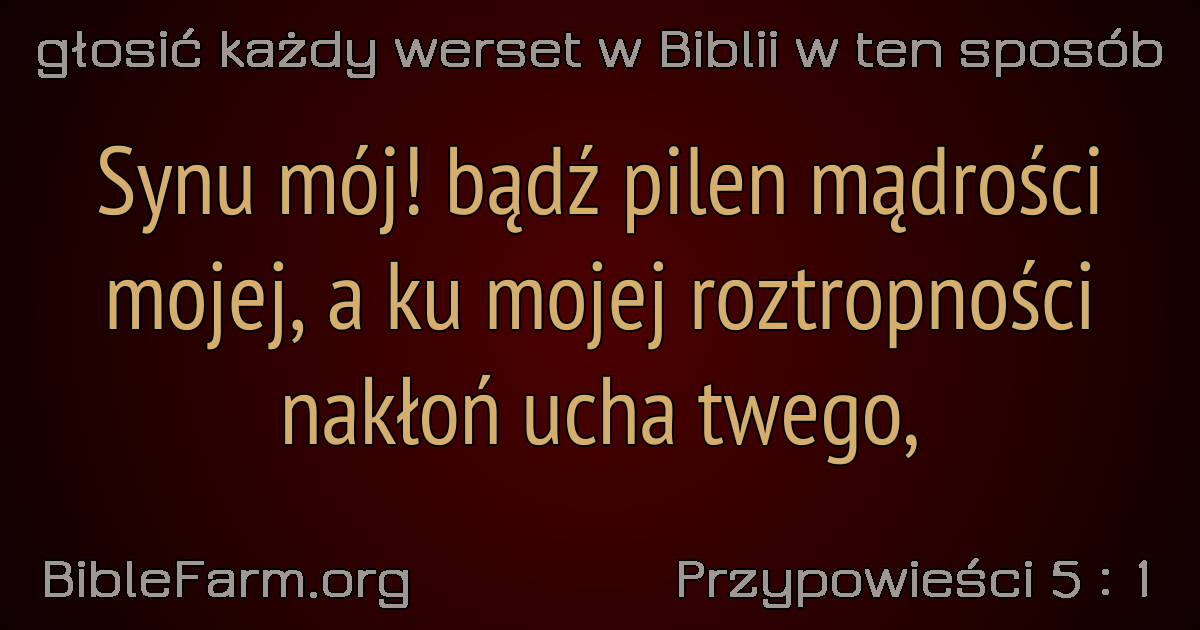 głosić każdy werset w Biblii w ten sposób
Synu mój! bądź pilen mądrości
mojej, a ku mojej roztropności
nakłoń ucha twego,
BibleFarm.org
Przypowieści 5 : 1